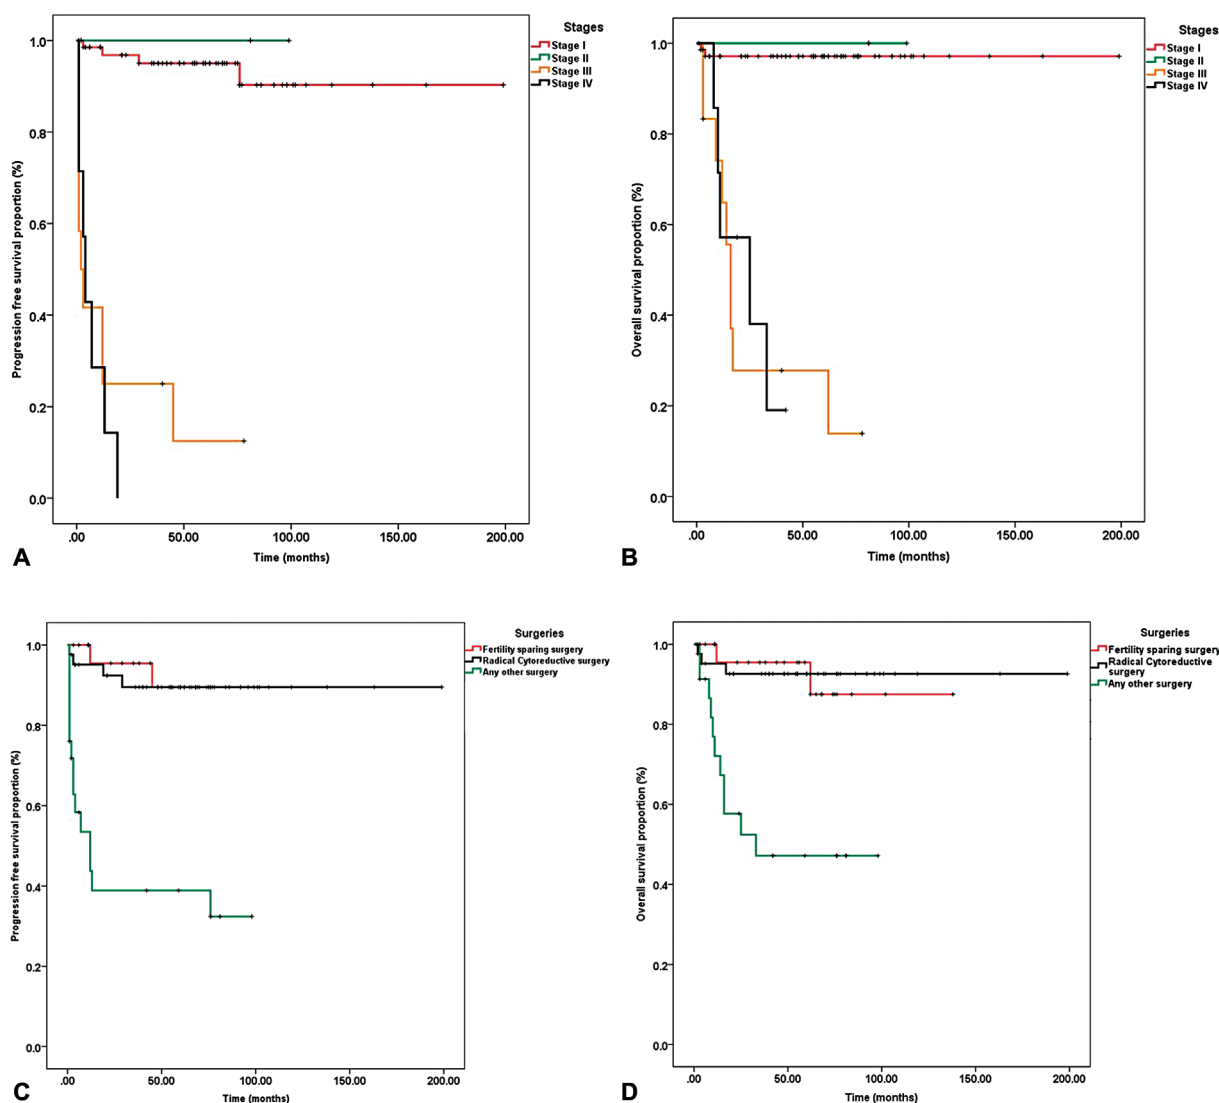 Stages
Stage I
Stage II
Stage III
Stage IV
Progression free survival proportion (%)
1.0
0.8
0.6
0.4
0.2
0.0
.00 50.00 100.00 150.00 200.00
Time (months)
A
Stages
Stage I
Stage II
Stage III
Stage IV
Overall survival proportion (%)
1.0
0.8
0.6
0.4
0.2
0.0
.00 50.00 100.00 150.00 200.00
Time (months)
B
Surgeries
Fertility sparing surgery
Radical Cytoreductive surgery
Any other surgery
Progression free survival proportion (%)
1.0
0.8
0.6
0.4
0.2
0.0
.00 50.00 100.00 150.00 200.00
Time (months)
C
Surgeries
Fertility sparing surgery
Radical Cytoreductive
surgery
Any other surgery
Overall survival proportion (%)
1.0
0.8
0.6
0.4
0.2
0.0
.00 50.00 100.00 150.00 200.00
Time (months)
D